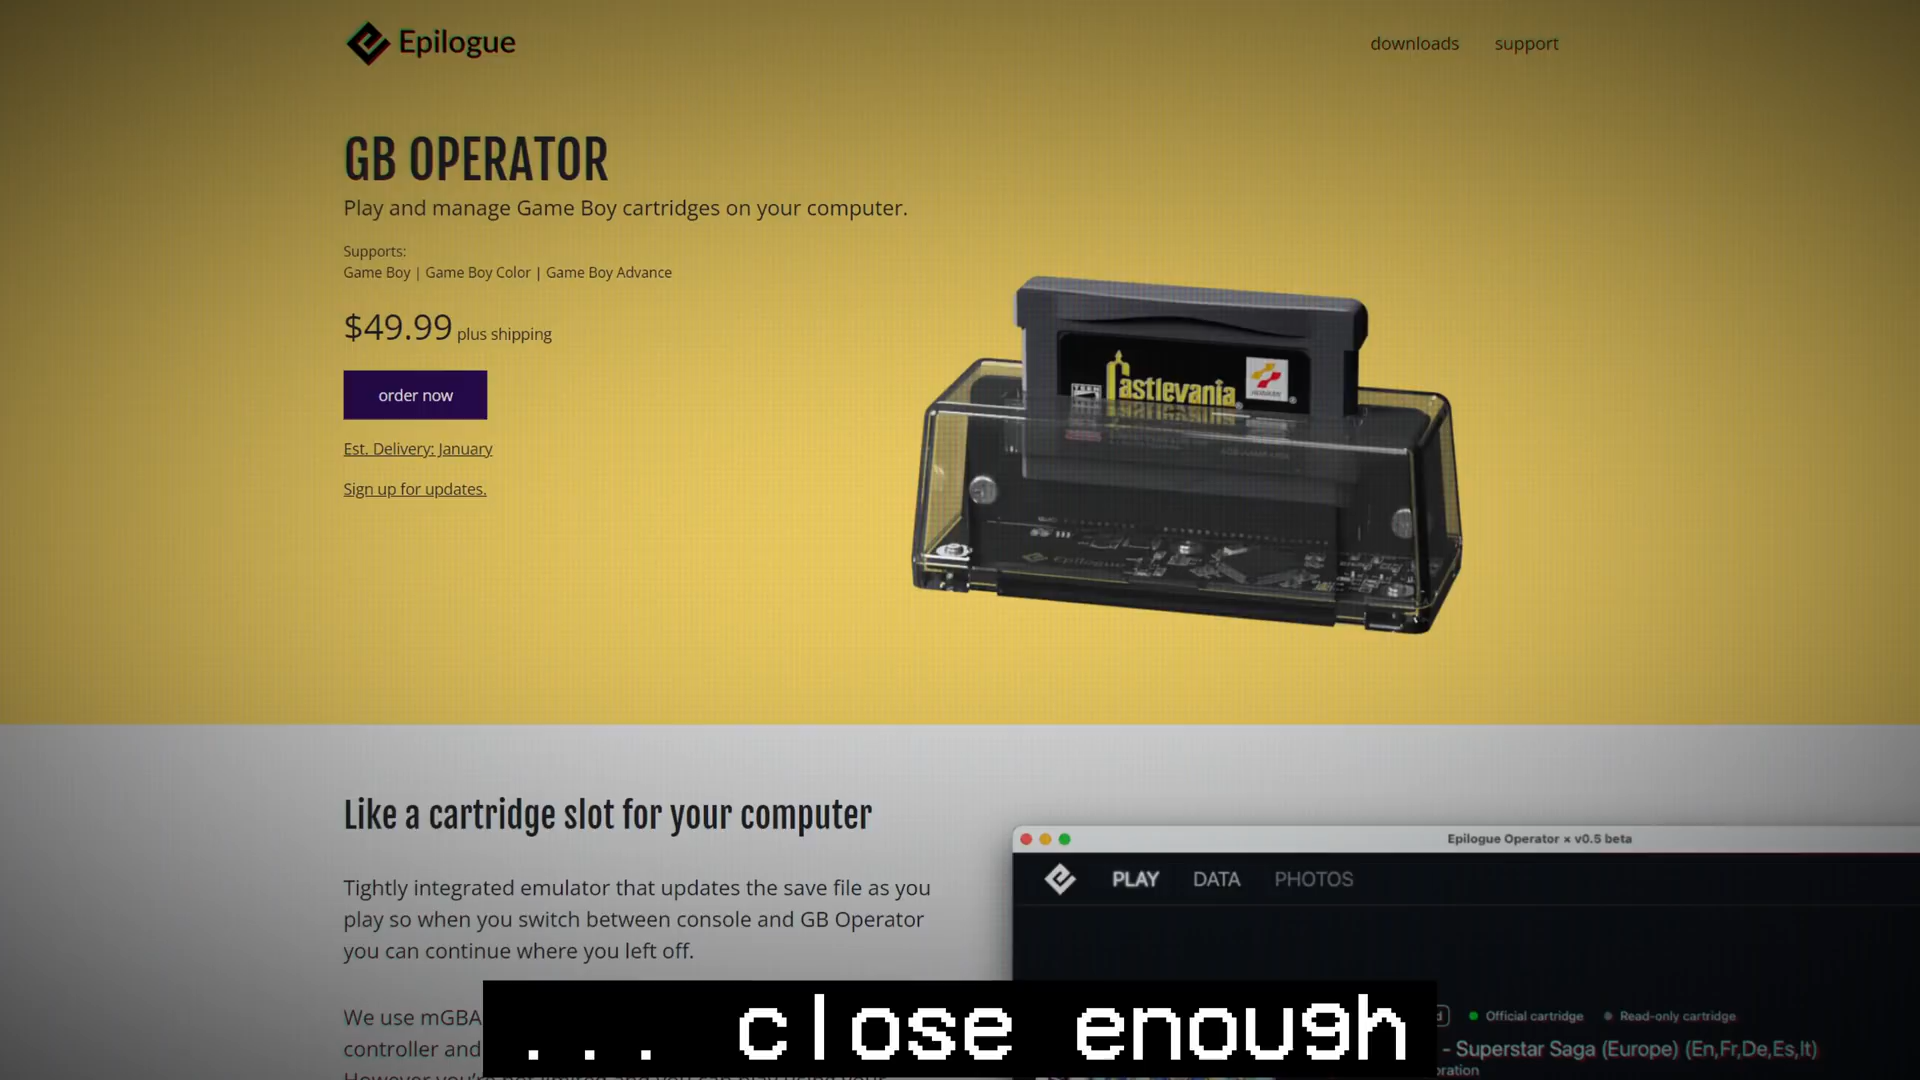 Epilogue
downloads
support
GB OPERATOR
Play and manage Game Boy cartridges on your computer.
Supports:
Game Boy | Game Boy Color | Game Boy Advance
$49.99 plus shipping
order now
Est. Delivery: January
Sign up for updates.
TEEN
Castlevania
KONAMI
Epilogue
Like a cartridge slot for your computer
Tightly integrated emulator that updates the save file as you
play so when you switch between console and GB Operator
you can continue where you left off.
We use mGBA
controller and
Epilogue Operator × v0.5 beta
PLAY
DATA
PHOTOS
Official cartridge
Read-only cartridge
- Superstar Saga (Europe) (En,Fr,De,Es,It)
... close enough